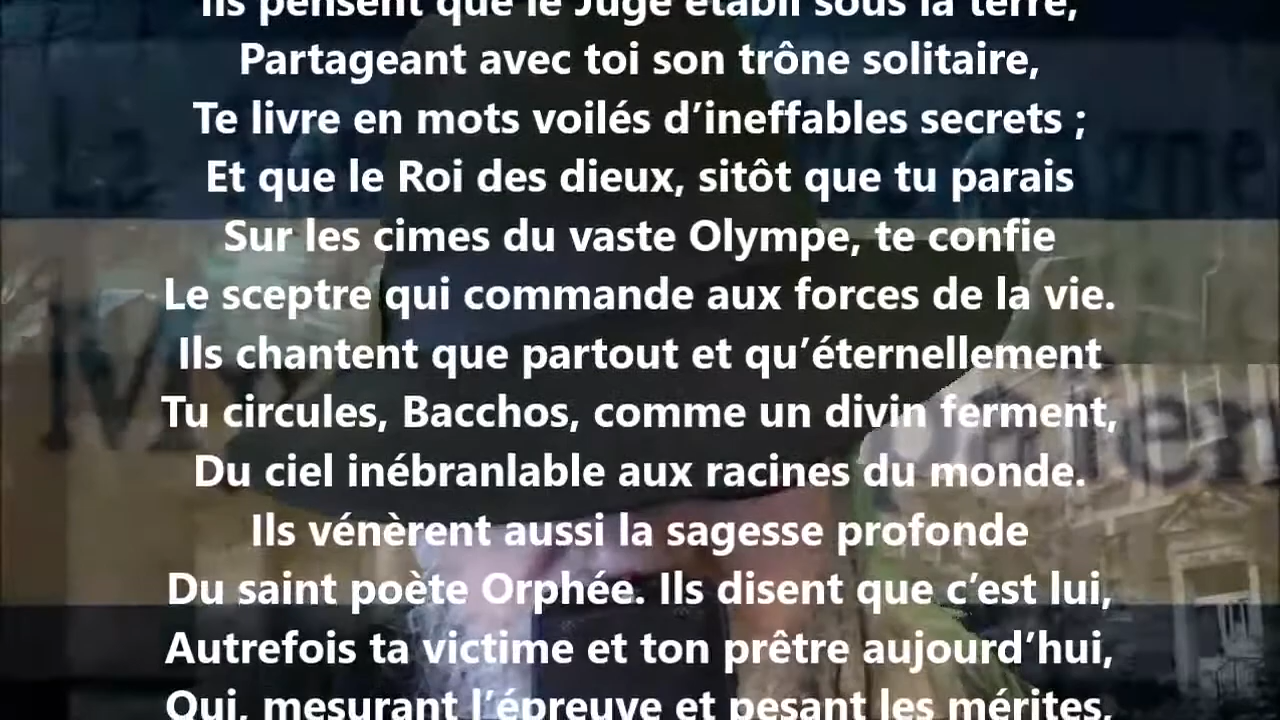 Ils pensent que le Juge établi sous la terre,
Partageant avec toi son trône solitaire,
Te livre en mots voilés d’ineffables secrets ;
Et que le Roi des dieux, sitôt que tu parais
Sur les cimes du vaste Olympe, te confie
Le sceptre qui commande aux forces de la vie.
Ils chantent que partout et qu’éternellement
Tu circules, Bacchos, comme un divin ferment,
Du ciel inébranlable aux racines du monde.
Ils vénèrent aussi la sagesse profonde
Du saint poète Orphée. Ils disent que c’est lui,
Autrefois ta victime et ton prêtre aujourd’hui,
Qui, mesurant l’épreuve et pesant les mérites,